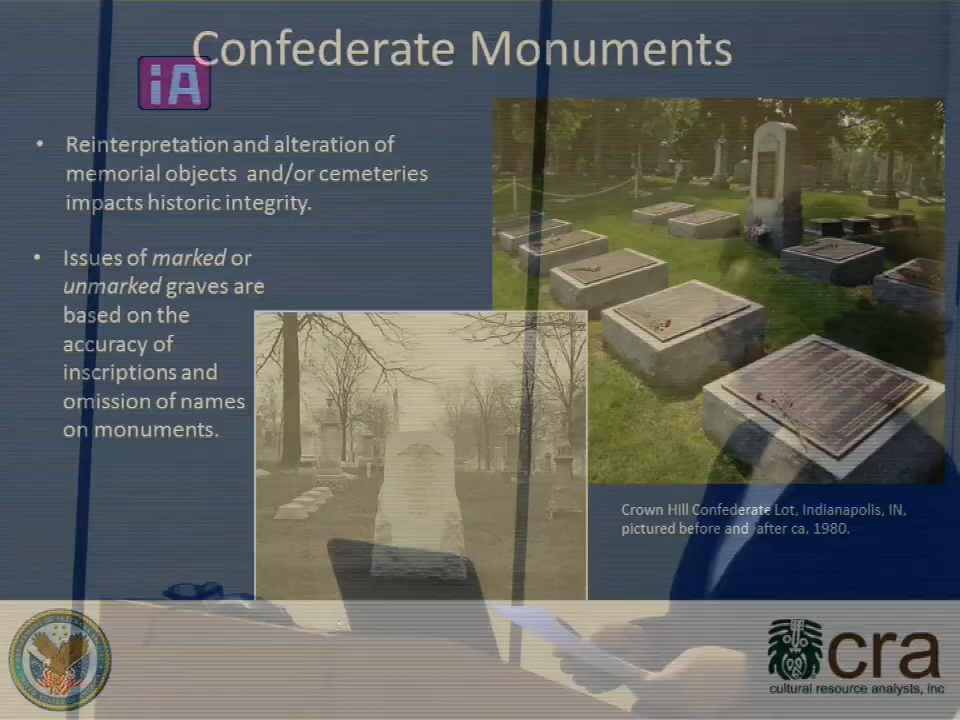 Confederate Monuments
iA
• Reinterpretation and alteration of
memorial objects and/or cemeteries
impacts historic integrity.
• Issues of marked or
unmarked graves are
based on the
accuracy of
inscriptions and
omission of names
on monuments.
Crown Hill Confederate Lot, Indianapolis, IN,
pictured before and after ca. 1980.
cra
cultural resource analysts, inc